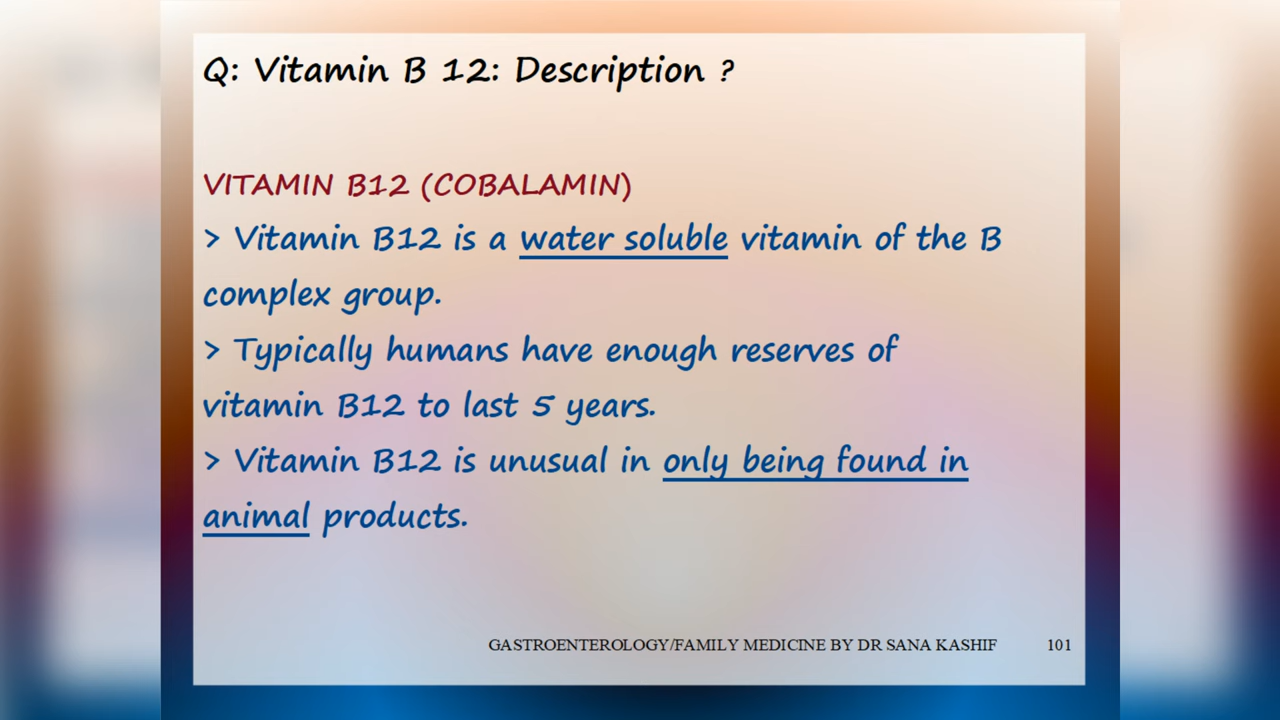 Q: Vitamin B 12: Description ?
VITAMIN B12 (COBALAMIN)
> Vitamin B12 is a water soluble vitamin of the B
complex group.
> Typically humans have enough reserves of
vitamin B12 to last 5 years.
> Vitamin B12 is unusual in only being found in
animal products.
GASTROENTEROLOGY/FAMILY MEDICINE BY DR SANA KASHIF 101